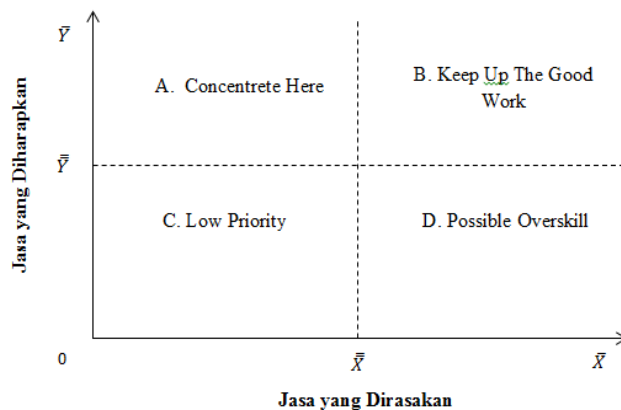 Ȳ
A. Concentrete Here
B. Keep Up The Good
Work
Jasa yang Diharapkan
Y̿
C. Low Priority
D. Possible Overskill
0
X̿
X̄
Jasa yang Dirasakan